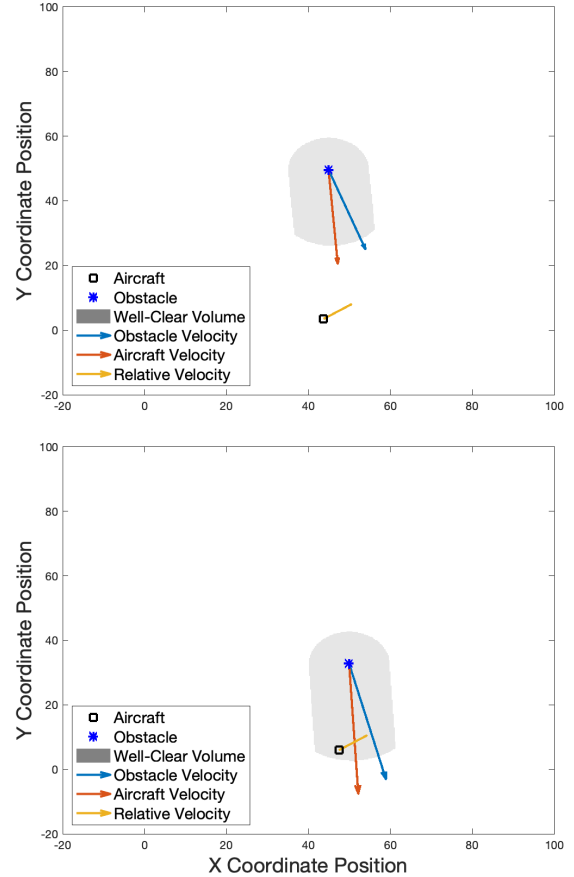 100
80
60
40
20
0
-20
Y Coordinate Position
Aircraft
Obstacle
Well-Clear Volume
Obstacle Velocity
Aircraft Velocity
Relative Velocity
-20 0 20 40 60 80 100
100
80
60
40
20
0
-20
Y Coordinate Position
Aircraft
Obstacle
Well-Clear Volume
Obstacle Velocity
Aircraft Velocity
Relative Velocity
-20 0 20 40 60 80 100
X Coordinate Position